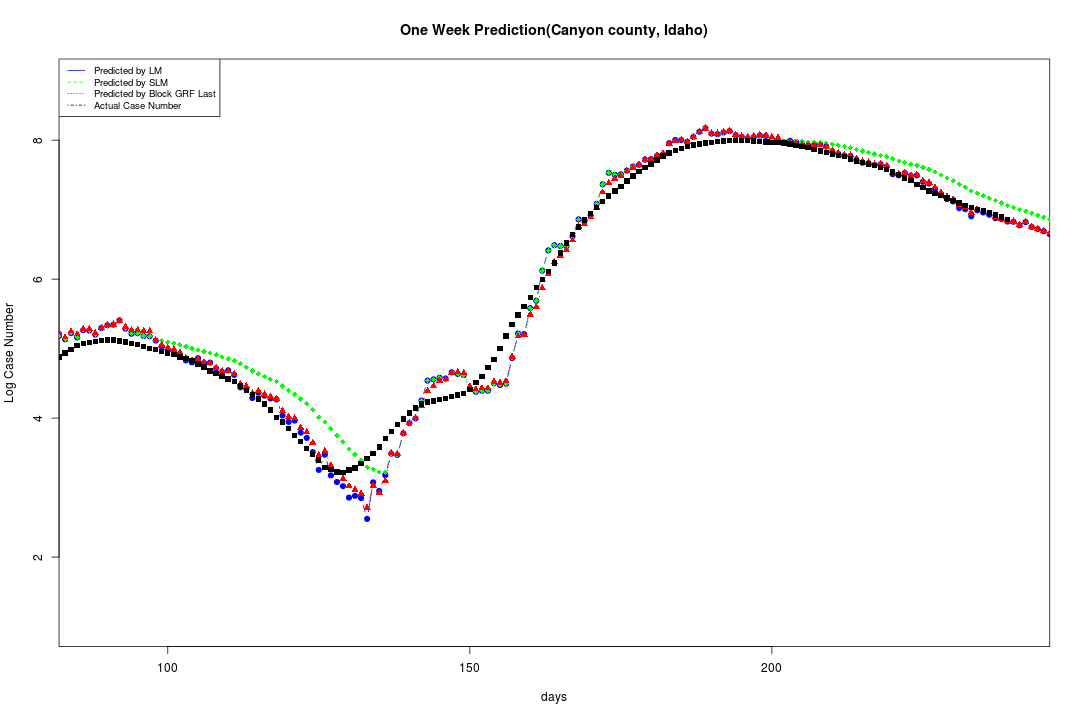 One Week Prediction(Canyon county, Idaho)
Predicted by LM
Predicted by SLM
Predicted by Block GRF Last
Actual Case Number
Log Case Number
8
6
4
2
100
150
200
days